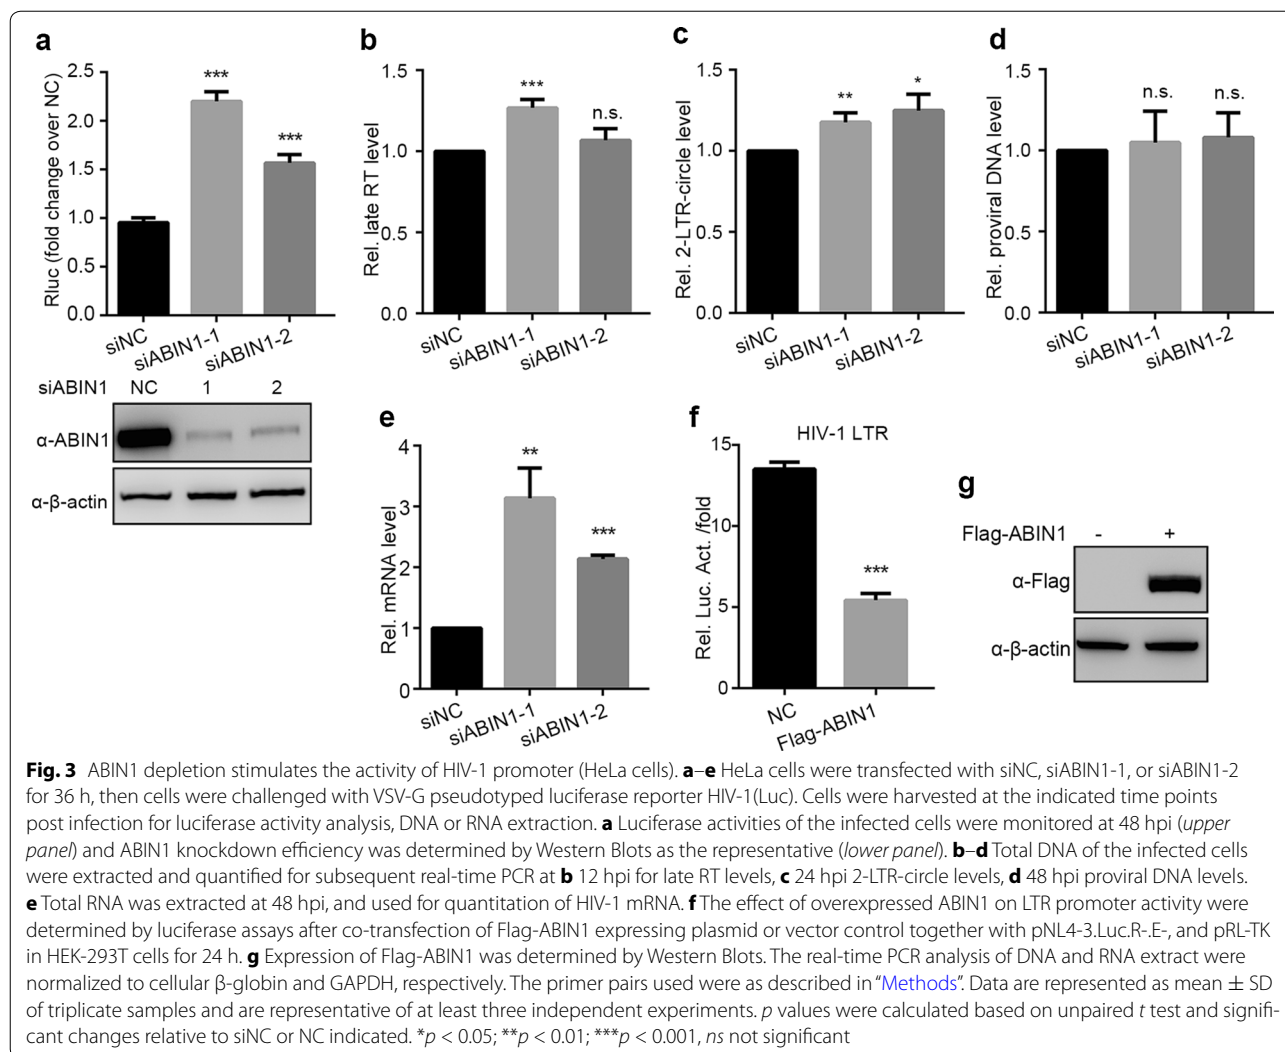 a
Rluc (fold change over NC)
2.5
2.0
1.5
1.0
0.5
0.0
***
***
siNC
siABIN1-1
siABIN1-2
siABIN1 NC 1 2
α-ABIN1
α-β-actin
b
Rel. late RT level
1.5
1.0
0.5
0.0
***
n.s.
siNC
siABIN1-1
siABIN1-2
c
Rel. 2-LTR-circle level
1.5
1.0
0.5
0.0
**
*
siNC
siABIN1-1
siABIN1-2
d
Rel. proviral DNA level
1.5
1.0
0.5
0.0
n.s.
n.s.
siNC
siABIN1-1
siABIN1-2
e
Rel. mRNA level
4
3
2
1
0
**
***
siNC
siABIN1-1
siABIN1-2
f
HIV-1 LTR
Rel. Luc. Act. /fold
15
10
5
0
***
NC
Flag-ABIN1
g
Flag-ABIN1 - +
α-Flag
α-β-actin
Fig. 3 ABIN1 depletion stimulates the activity of HIV-1 promoter (HeLa cells). a–e HeLa cells were transfected with siNC, siABIN1-1, or siABIN1-2
for 36 h, then cells were challenged with VSV-G pseudotyped luciferase reporter HIV-1(Luc). Cells were harvested at the indicated time points
post infection for luciferase activity analysis, DNA or RNA extraction. a Luciferase activities of the infected cells were monitored at 48 hpi (upper
panel) and ABIN1 knockdown efficiency was determined by Western Blots as the representative (lower panel). b–d Total DNA of the infected cells
were extracted and quantified for subsequent real-time PCR at b 12 hpi for late RT levels, c 24 hpi 2-LTR-circle levels, d 48 hpi proviral DNA levels.
e Total RNA was extracted at 48 hpi, and used for quantitation of HIV-1 mRNA. f The effect of overexpressed ABIN1 on LTR promoter activity were
determined by luciferase assays after co-transfection of Flag-ABIN1 expressing plasmid or vector control together with pNL4-3.Luc.R-.E-, and pRL-TK
in HEK-293T cells for 24 h. g Expression of Flag-ABIN1 was determined by Western Blots. The real-time PCR analysis of DNA and RNA extract were
normalized to cellular β-globin and GAPDH, respectively. The primer pairs used were as described in “Methods”. Data are represented as mean ± SD
of triplicate samples and are representative of at least three independent experiments. p values were calculated based on unpaired t test and signifi-
cant changes relative to siNC or NC indicated. *p < 0.05; **p < 0.01; ***p < 0.001, ns not significant